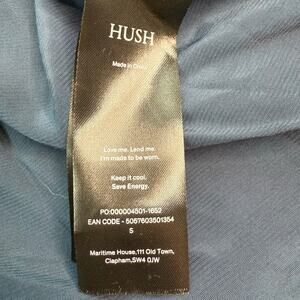 HUSH
Made in China
Love me. Lend me.
I'm made to be worn.
Keep it cool.
Save Energy.
PO:000004501-1652
EAN CODE - 5057603501354
S
Maritime House,111 Old Town,
Clapham,SW4 0JW